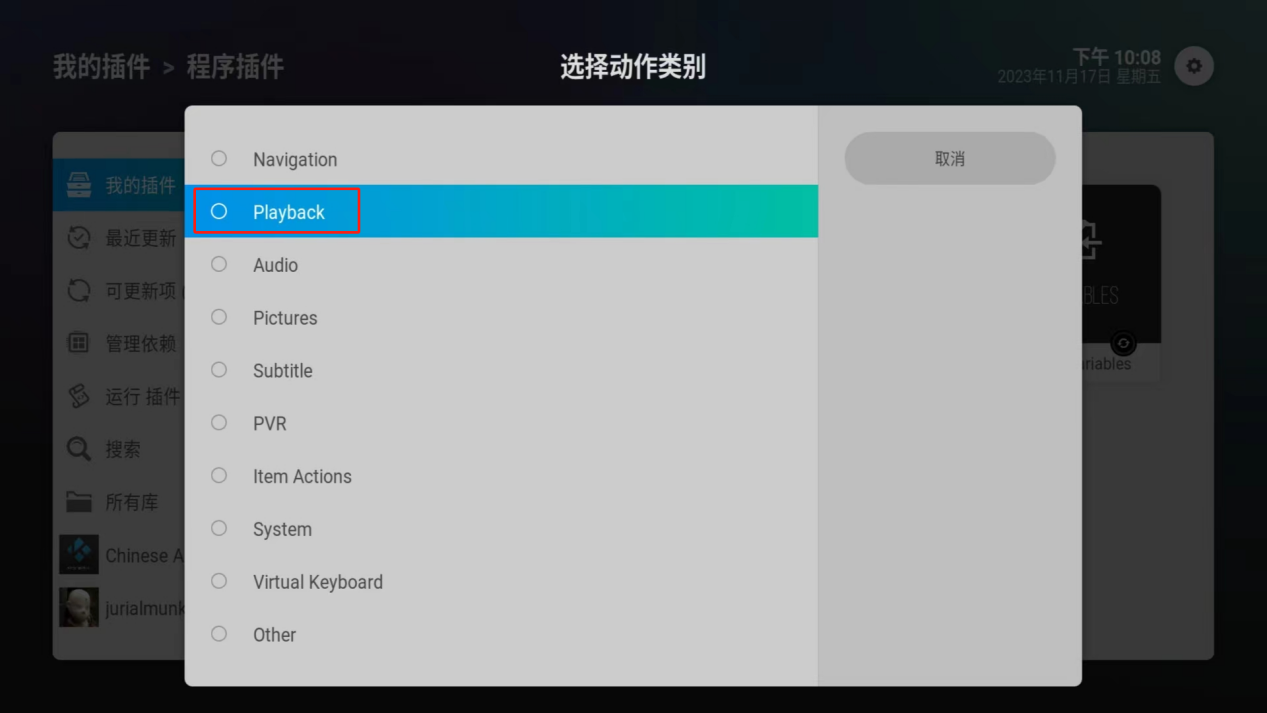 我的插件 > 程序插件
选择动作类别
下午 10:08
2023年11月17日 星期五
Navigation
Playback
Audio
Pictures
Subtitle
PVR
Item Actions
System
Virtual Keyboard
Other
取消
我的插件
最近更新
可更新项
管理依赖
运行 插件
搜索
所有库
Chinese A
jurialmunk
BLES
riables